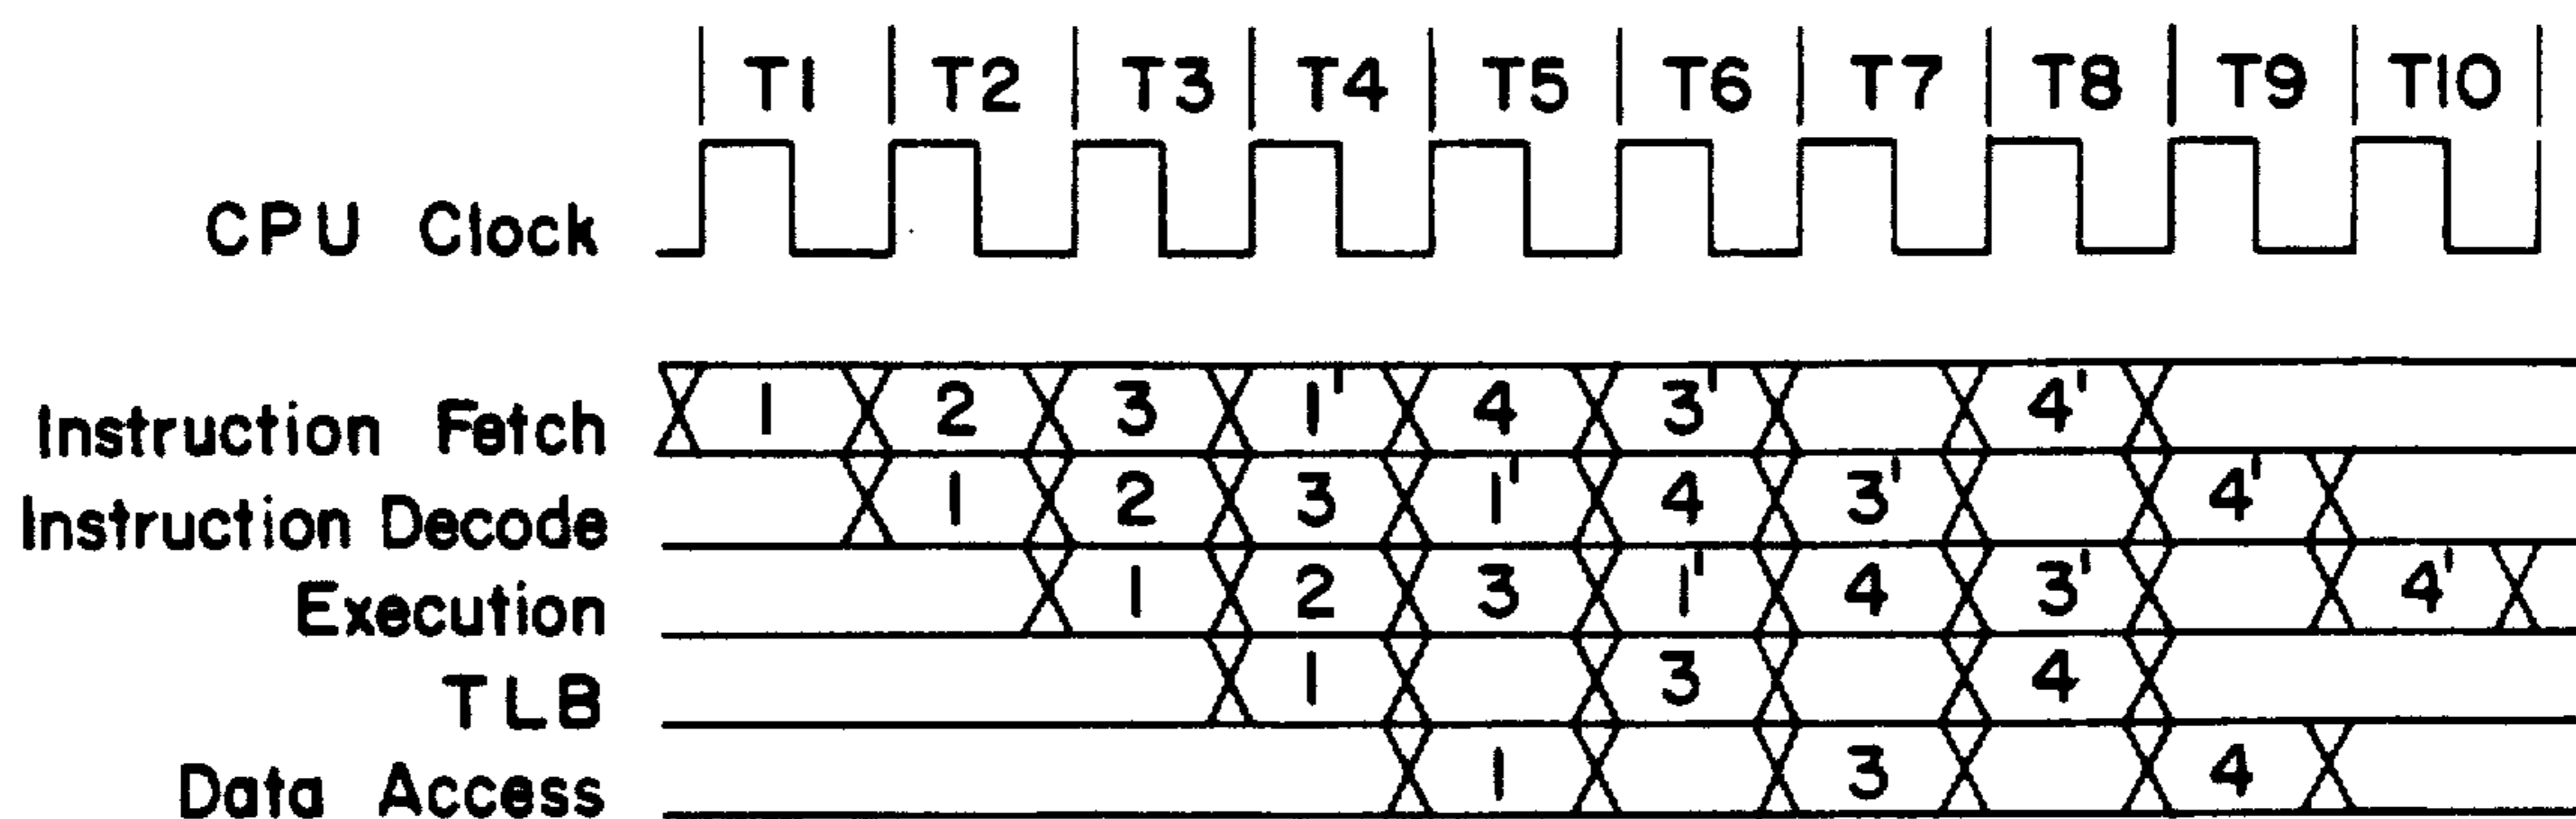 T1 T2 T3 T4 T5 T6 T7 T8 T9 T10
CPU Clock
Instruction Fetch 1 2 3 1' 4 3' 4'
Instruction Decode 1 2 3 1' 4 3' 4'
Execution 1 2 3 1' 4 3' 4'
TLB 1 3 4
Data Access 1 3 4